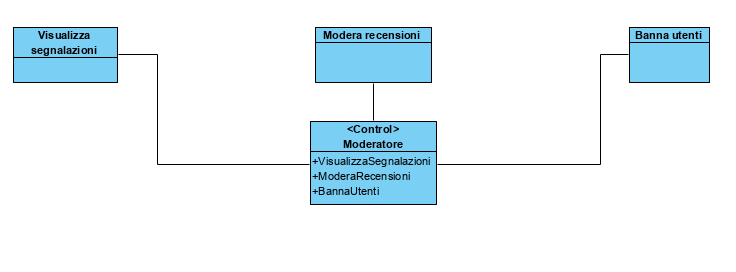 Visualizza
segnalazioni
Modera recensioni
Banna utenti
<Control>
Moderatore
+VisualizzaSegnalazioni
+ModeraRecensioni
+BannaUtenti